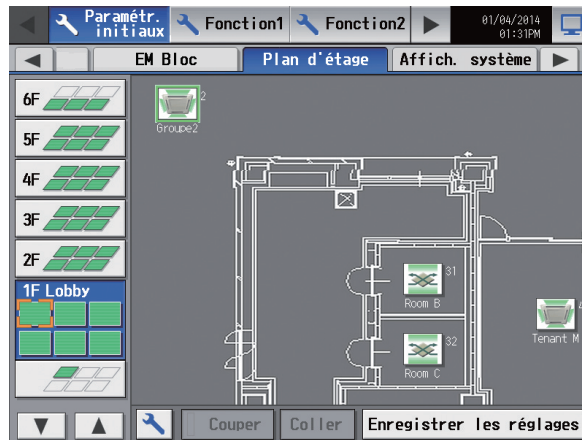 Paramétr. initiaux
Fonction1
Fonction2
01/04/2014
01:31PM
EM Bloc
Plan d'étage
Affich. système
6F
5F
4F
3F
2F
1F Lobby
2
Groupe2
31
Room B
32
Room C
4
Tenant M
Couper
Coller
Enregistrer les réglages